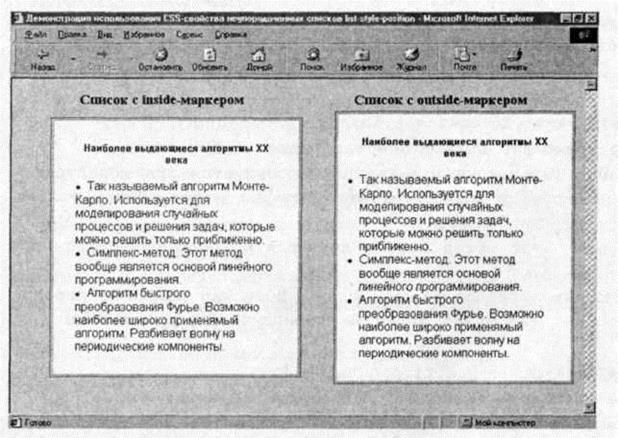 Демонстрация использования CSS-свойства неупорядоченных списков list-style-position - Microsoft Internet Explorer
Файл Правка Вид Избранное Сервис Справка
Назад Остановить Обновить Домой Поиск Избранное Журнал Почта Печать
Список с inside-маркером
Наиболее выдающиеся алгоритмы XX
века
• Так называемый алгоритм Монте-
Карло. Используется для
моделирования случайных
процессов и решения задач, которые
можно решить только приближенно.
• Симплекс-метод. Этот метод
вообще является основой линейного
программирования.
• Алгоритм быстрого
преобразования Фурье. Возможно
наиболее широко применямый
алгоритм. Разбивает волну на
периодические компоненты.
Список с outside-маркером
Наиболее выдающиеся алгоритмы XX
века
• Так называемый алгоритм Монте-
Карло. Используется для
моделирования случайных
процессов и решения задач,
которые можно решить только
приближенно.
• Симплекс-метод. Этот метод
вообще является основой
линейного программирования.
• Алгоритм быстрого
преобразования Фурье. Возможно
наиболее широко применямый
алгоритм. Разбивает волну на
периодические компоненты.
Готово
Мой компьютер